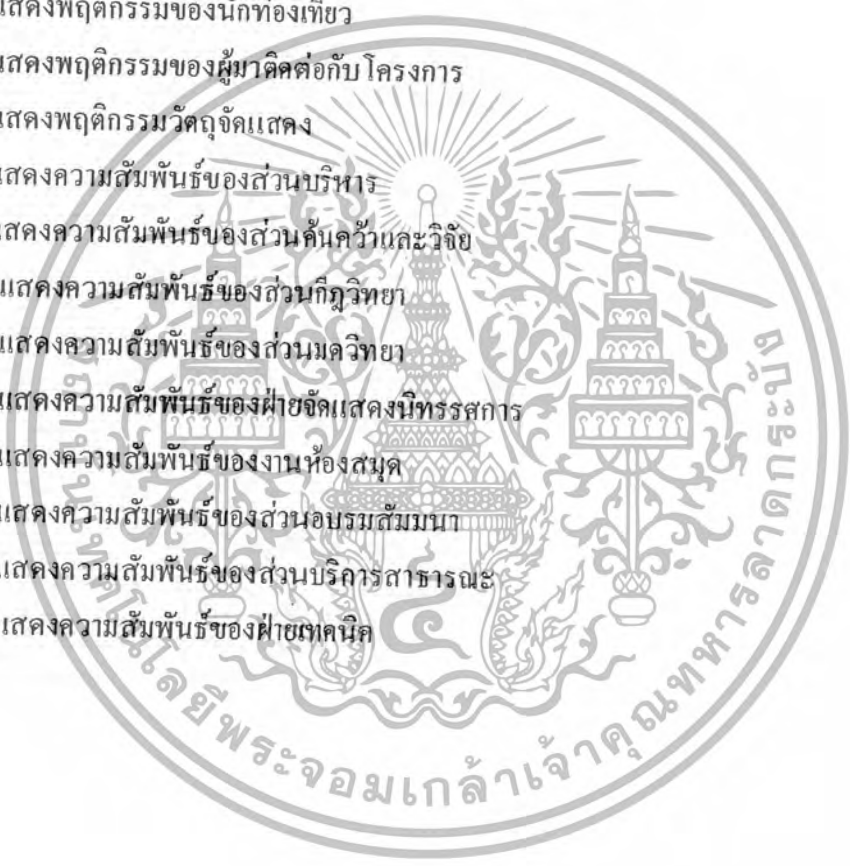 แสดงพฤติกรรมของนักท่องเที่ยว
แสดงพฤติกรรมของผู้มาติดต่อกับโครงการ
แสดงพฤติกรรมวัตถุจัดแสดง
แสดงความสัมพันธ์ของส่วนบริหาร
แสดงความสัมพันธ์ของส่วนค้นคว้าและวิจัย
แสดงความสัมพันธ์ของส่วนกีฏวิทยา
แสดงความสัมพันธ์ของส่วนมดวิทยา
แสดงความสัมพันธ์ของฝ่ายจัดแสดงนิทรรศการ
แสดงความสัมพันธ์ของงานห้องสมุด
แสดงความสัมพันธ์ของส่วนอบรมสัมมนา
แสดงความสัมพันธ์ของส่วนบริการสาธารณะ
แสดงความสัมพันธ์ของฝ่ายเทคนิค
สถาบันเทคโนโลยีพระจอมเกล้าเจ้าคุณทหารลาดกระบัง
๔